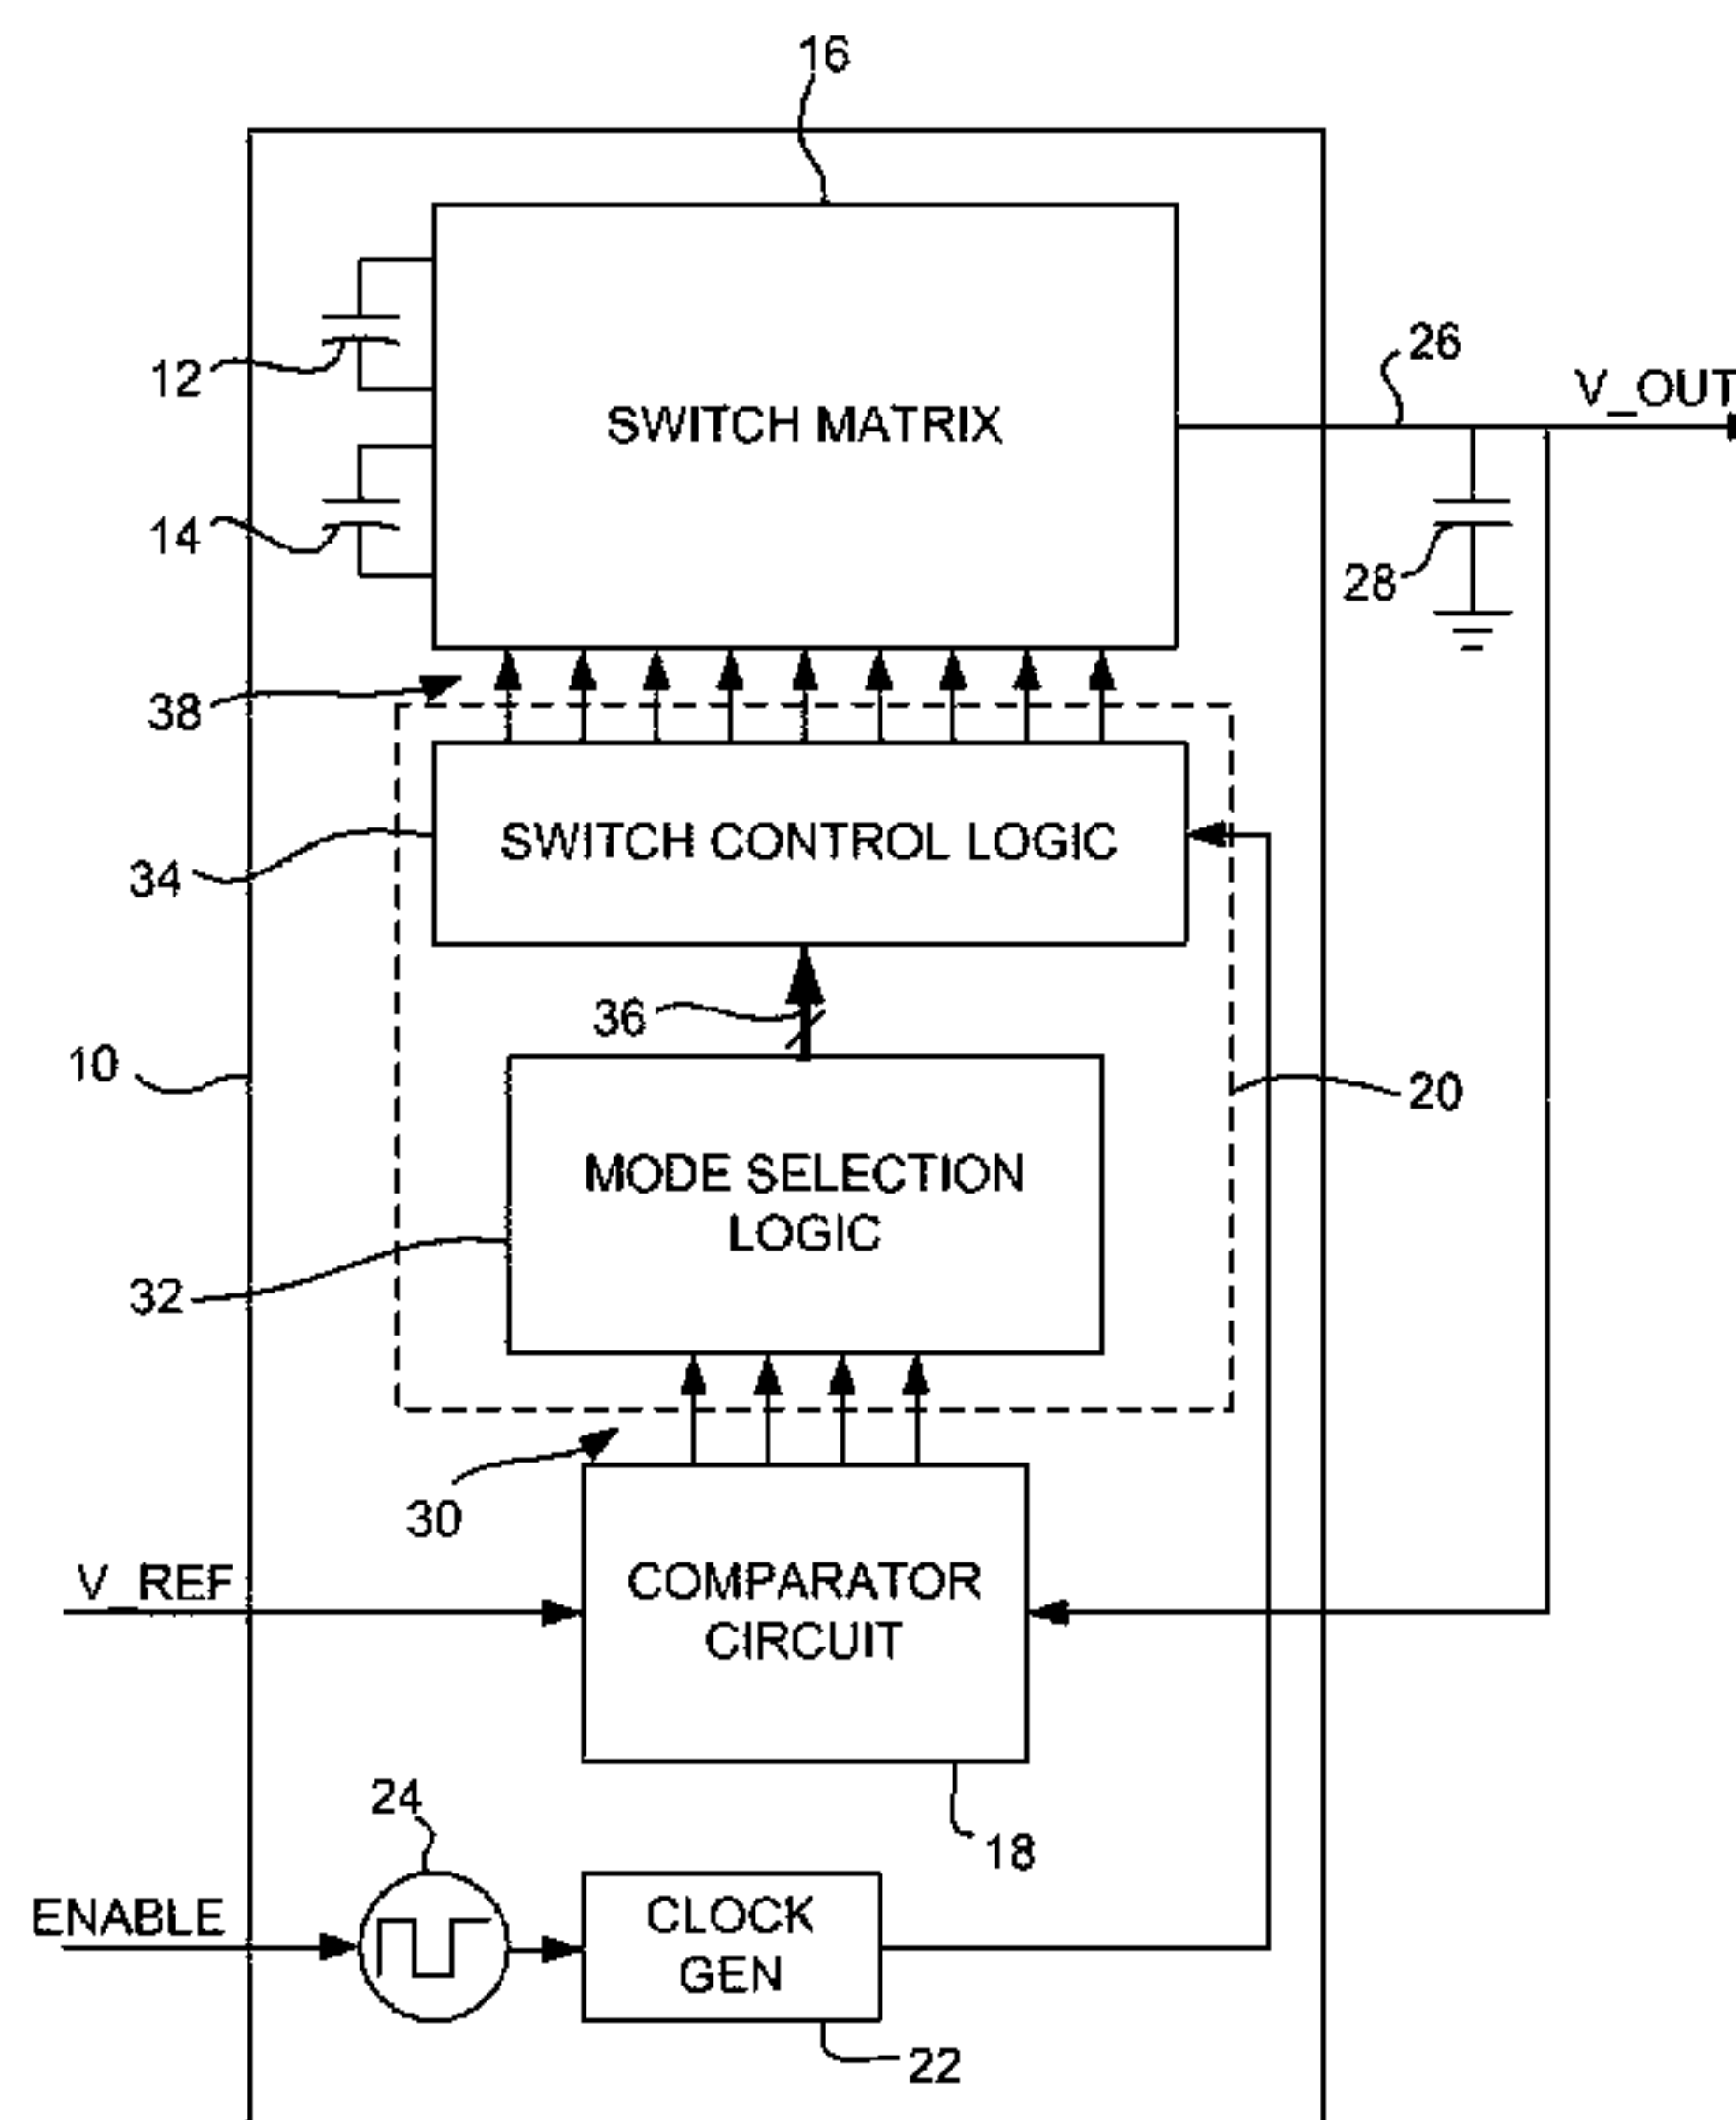 16
12
SWITCH MATRIX
26
V_OUT
14
28
38
SWITCH CONTROL LOGIC
34
36
10
20
MODE SELECTION
LOGIC
32
30
V_REF
COMPARATOR
CIRCUIT
24
18
ENABLE
CLOCK
GEN
22